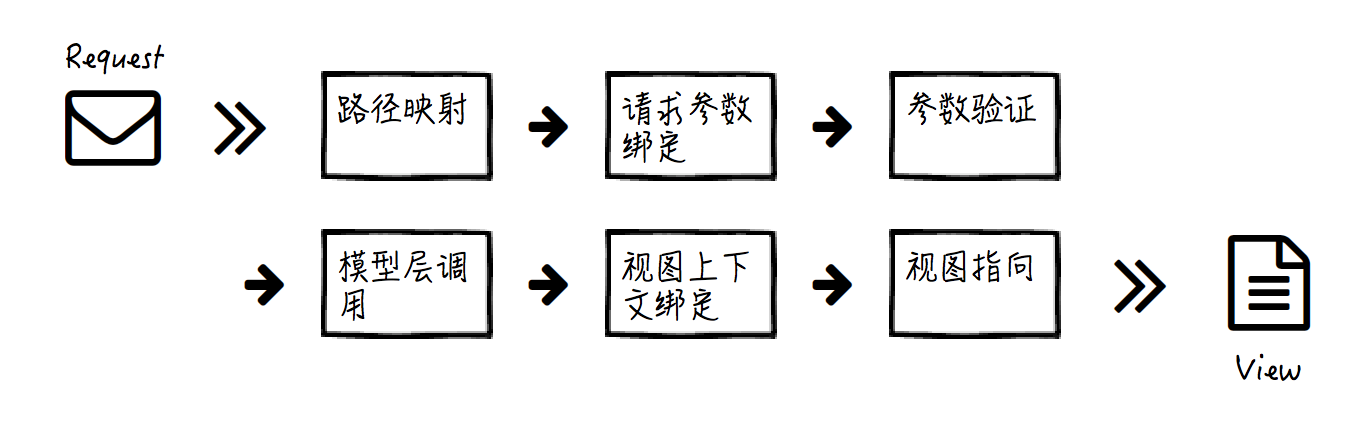 Request
路径映射
请求参数
绑定
参数验证
模型层调
用
视图上下
文绑定
视图指向
View